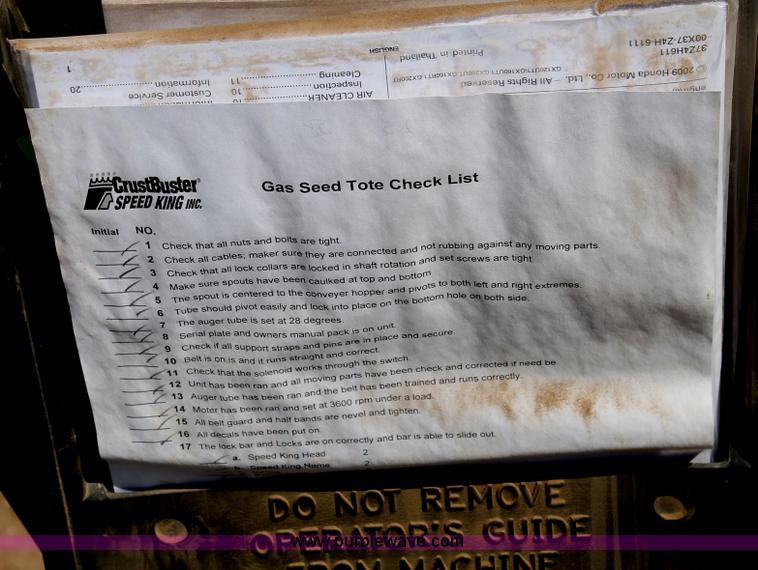 00X37-Z4H-6111
37Z4H611
© 2009 Honda Motor Co., Ltd. – All Rights Reserved
Printed in Thailand
ENGLISH
AIR CLEANER 10
Inspection 10
Cleaning 11
Customer Service
Information 20
1
CrustBuster
SPEED KING INC.
Gas Seed Tote Check List
Initial NO.
1 Check that all nuts and bolts are tight.
2 Check all cables; maker sure they are connected and not rubbing against any moving parts.
3 Check that all lock collars are locked in shaft rotation and set screws are tight
4 Make sure spouts have been caulked at top and bottom
5 The spout is centered to the conveyer hopper and pivots to both left and right extremes.
6 Tube should pivot easily and lock into place on the bottom hole on both side.
7 The auger tube is set at 28 degrees.
8 Serial plate and owners manual pack is on unit.
9 Check if all support straps and pins are in place and secure.
10 Belt is on is and it runs straight and correct.
11 Check that the solenoid works through the switch.
12 Unit has been ran and all moving parts have been check and corrected if need be.
13 Auger tube has been ran and the belt has been trained and runs correctly.
14 Moter has been ran and set at 3600 rpm under a load.
15 All belt guard and half bands are nevel and tighten.
16 All decals have been put on.
17 The lock bar and Locks are on correctly and bar is able to slide out.
a. Speed King Head 2
b. Speed King Name 2
DO NOT REMOVE
OPERATOR'S GUIDE
FROM MACHINE
www.purplewave.com